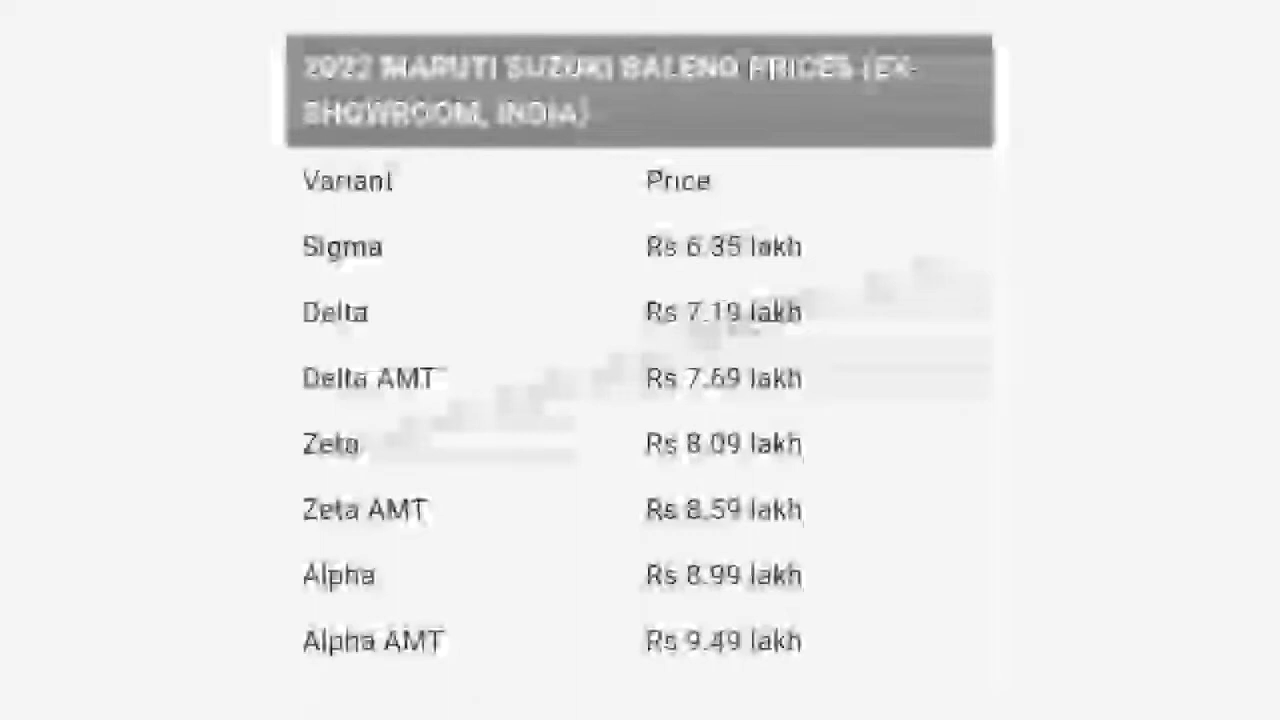 2022 MARUTI SUZUKI BALENO PRICES (EX-
SHOWROOM, INDIA)
Variant Price
Sigma Rs 6.35 lakh
Delta Rs 7.19 lakh
Delta AMT Rs 7.69 lakh
Zeta Rs 8.09 lakh
Zeta AMT Rs 8.59 lakh
Alpha Rs 8.99 lakh
Alpha AMT Rs 9.49 lakh